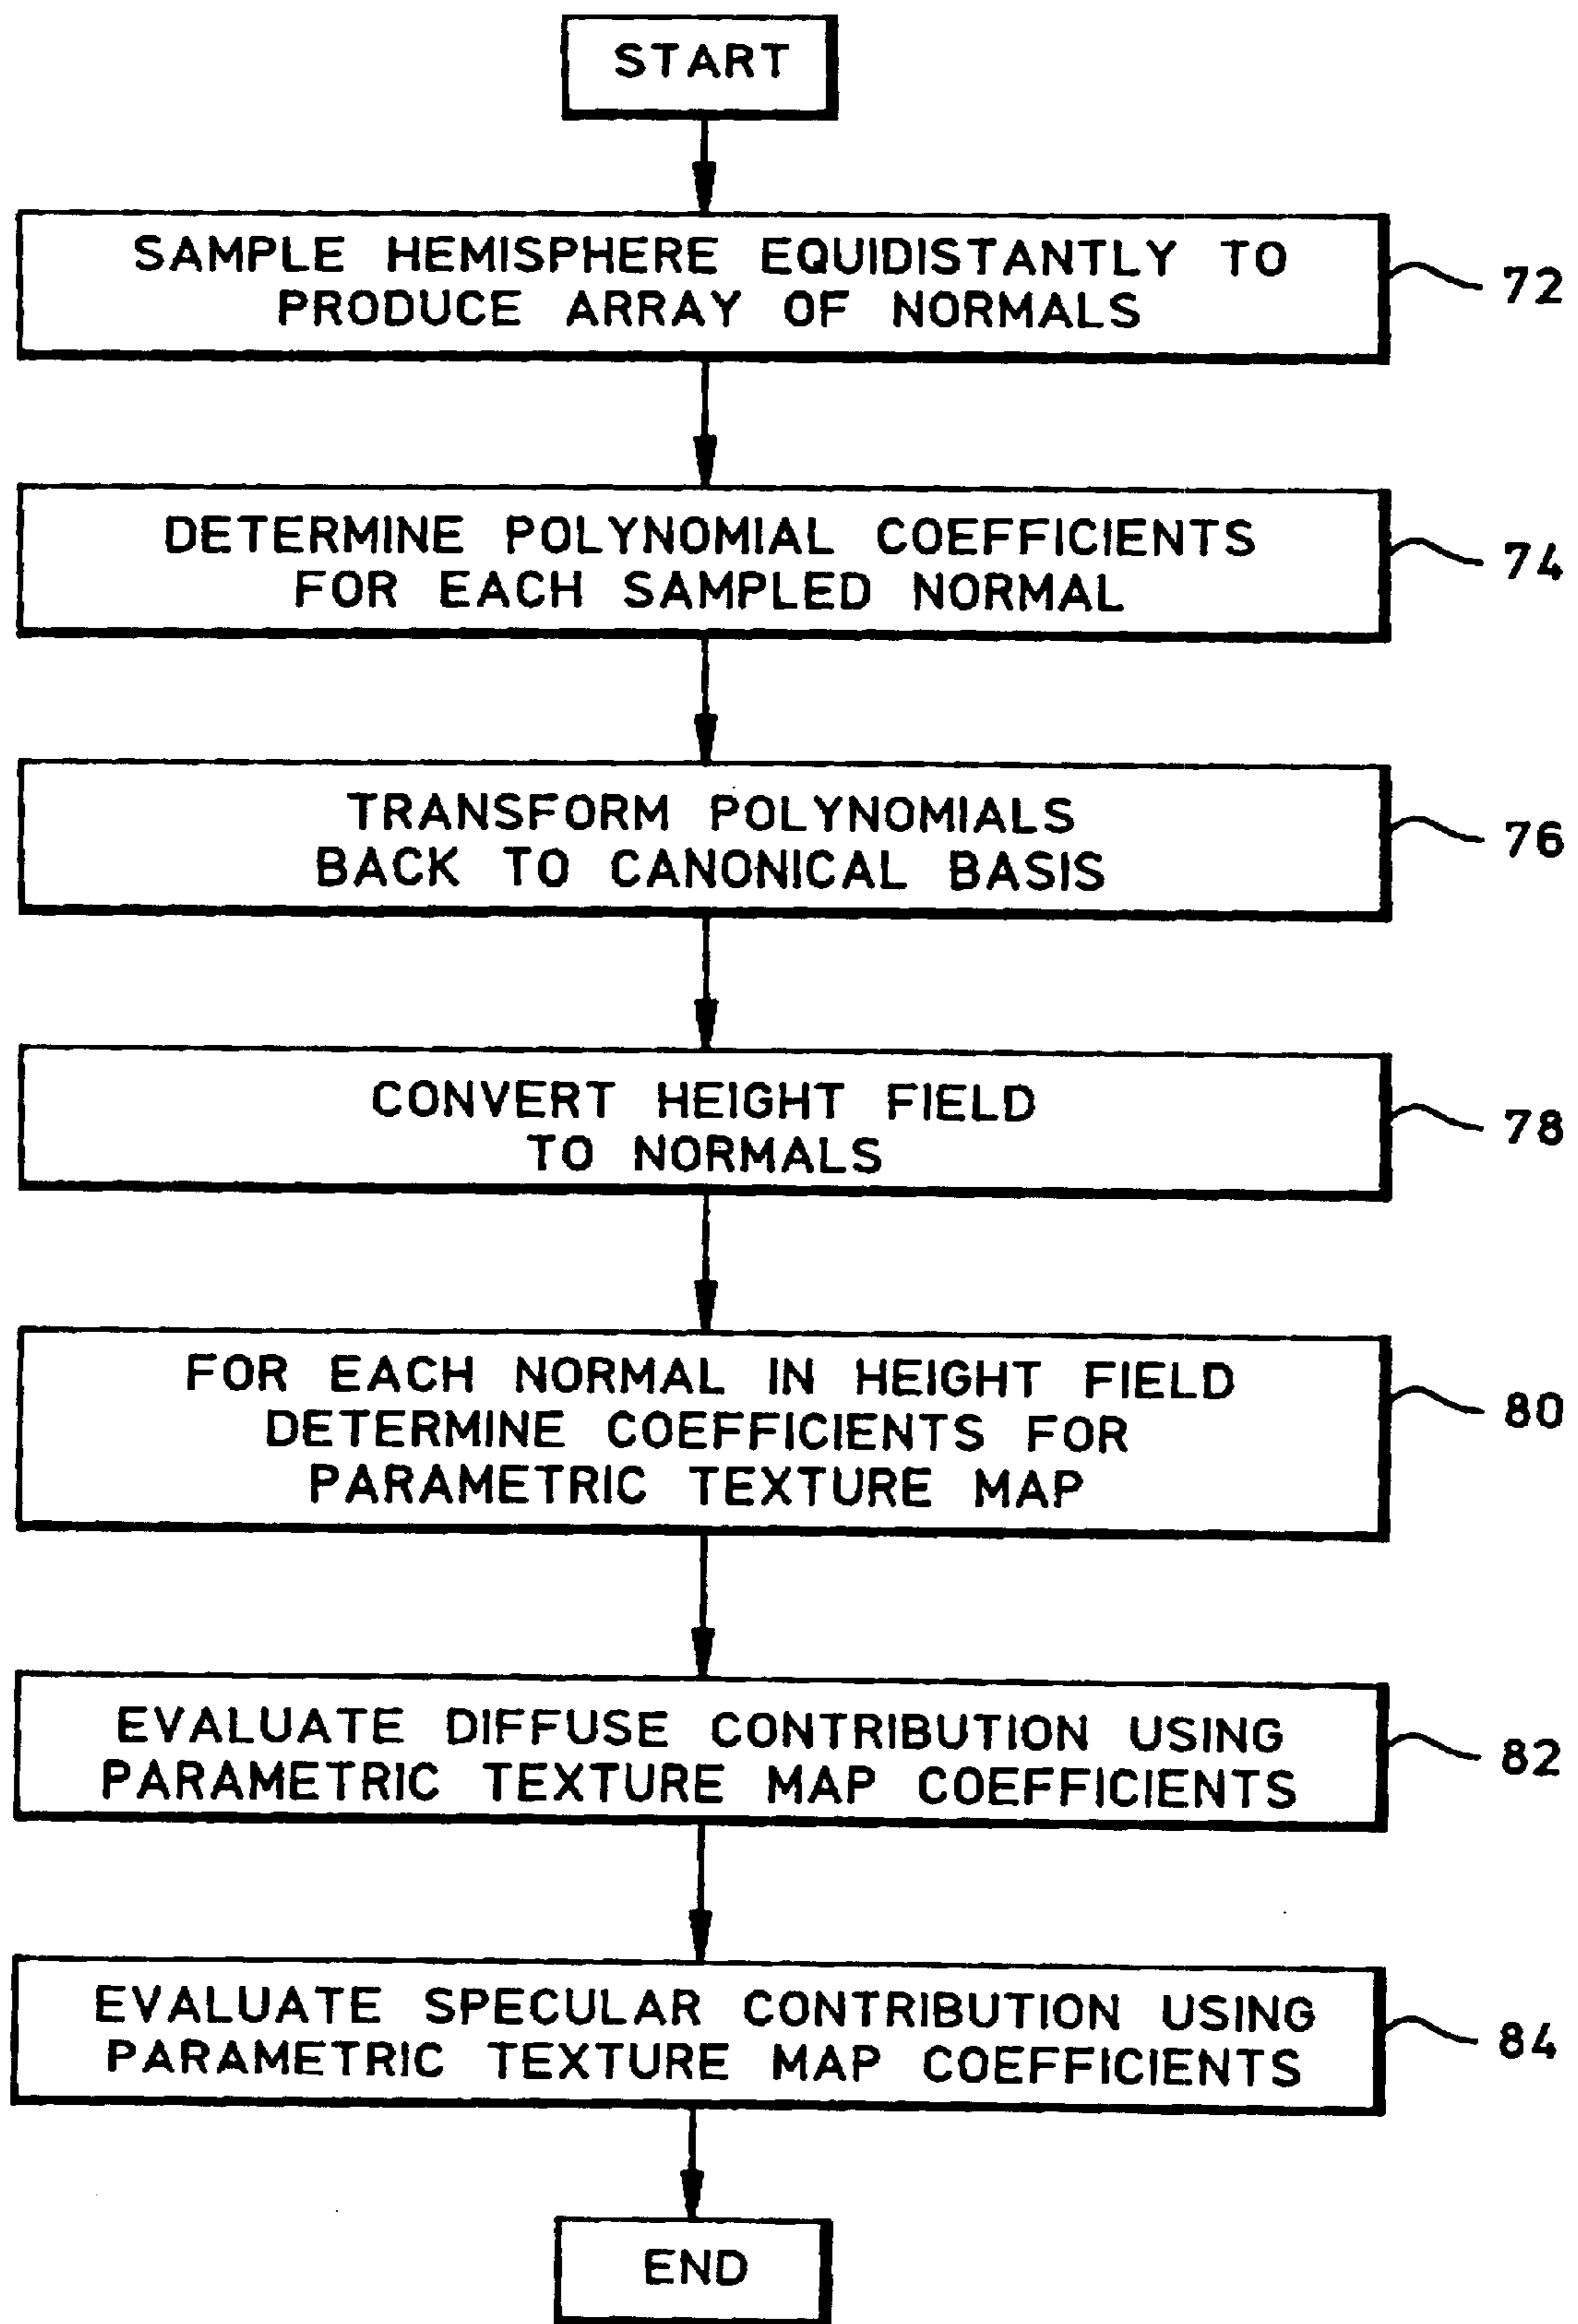 START
SAMPLE HEMISPHERE EQUIDISTANTLY TO
PRODUCE ARRAY OF NORMALS
72
DETERMINE POLYNOMIAL COEFFICIENTS
FOR EACH SAMPLED NORMAL
74
TRANSFORM POLYNOMIALS
BACK TO CANONICAL BASIS
76
CONVERT HEIGHT FIELD
TO NORMALS
78
FOR EACH NORMAL IN HEIGHT FIELD
DETERMINE COEFFICIENTS FOR
PARAMETRIC TEXTURE MAP
80
EVALUATE DIFFUSE CONTRIBUTION USING
PARAMETRIC TEXTURE MAP COEFFICIENTS
82
EVALUATE SPECULAR CONTRIBUTION USING
PARAMETRIC TEXTURE MAP COEFFICIENTS
84
END